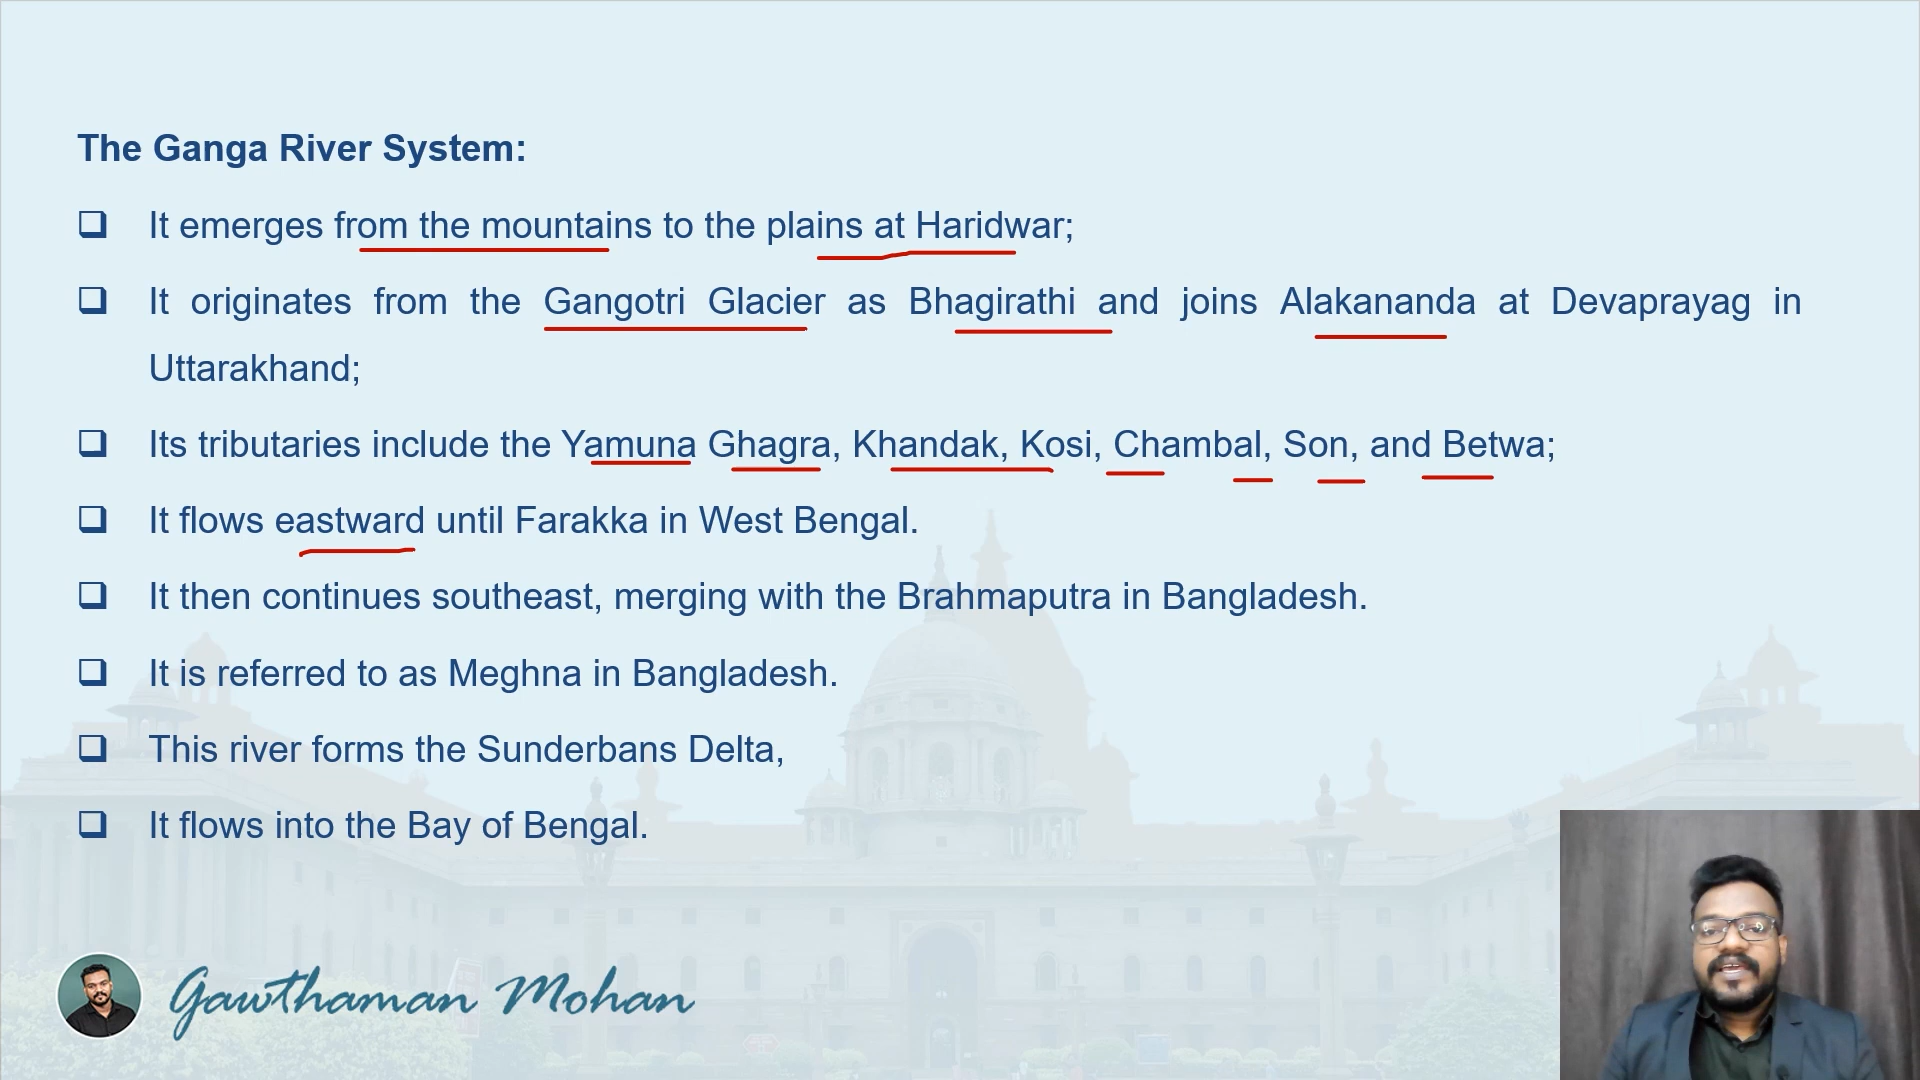 The Ganga River System:
❑ It emerges from the mountains to the plains at Haridwar;
❑ It originates from the Gangotri Glacier as Bhagirathi and joins Alakananda at Devaprayag in
Uttarakhand;
❑ Its tributaries include the Yamuna Ghagra, Khandak, Kosi, Chambal, Son, and Betwa;
❑ It flows eastward until Farakka in West Bengal.
❑ It then continues southeast, merging with the Brahmaputra in Bangladesh.
❑ It is referred to as Meghna in Bangladesh.
❑ This river forms the Sunderbans Delta,
❑ It flows into the Bay of Bengal.
Gawthaman Mohan